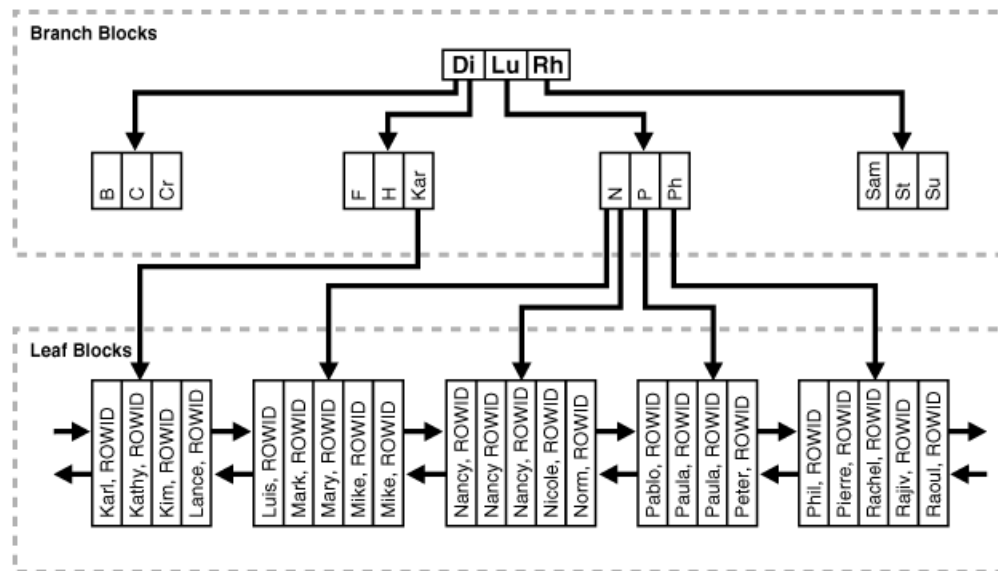 Branch Blocks
Di Lu Rh
B
C
Cr
F
H
Kar
N
P
Ph
Sam
St
Su
Leaf Blocks
Karl, ROWID
Kathy, ROWID
Kim, ROWID
Lance, ROWID
Luis, ROWID
Mark, ROWID
Mary, ROWID
Mike, ROWID
Mike, ROWID
Nancy, ROWID
Nancy ROWID
Nancy, ROWID
Nicole, ROWID
Norm, ROWID
Pablo, ROWID
Paula, ROWID
Paula, ROWID
Peter, ROWID
Phil, ROWID
Pierre, ROWID
Rachel, ROWID
Rajiv, ROWID
Raoul, ROWID